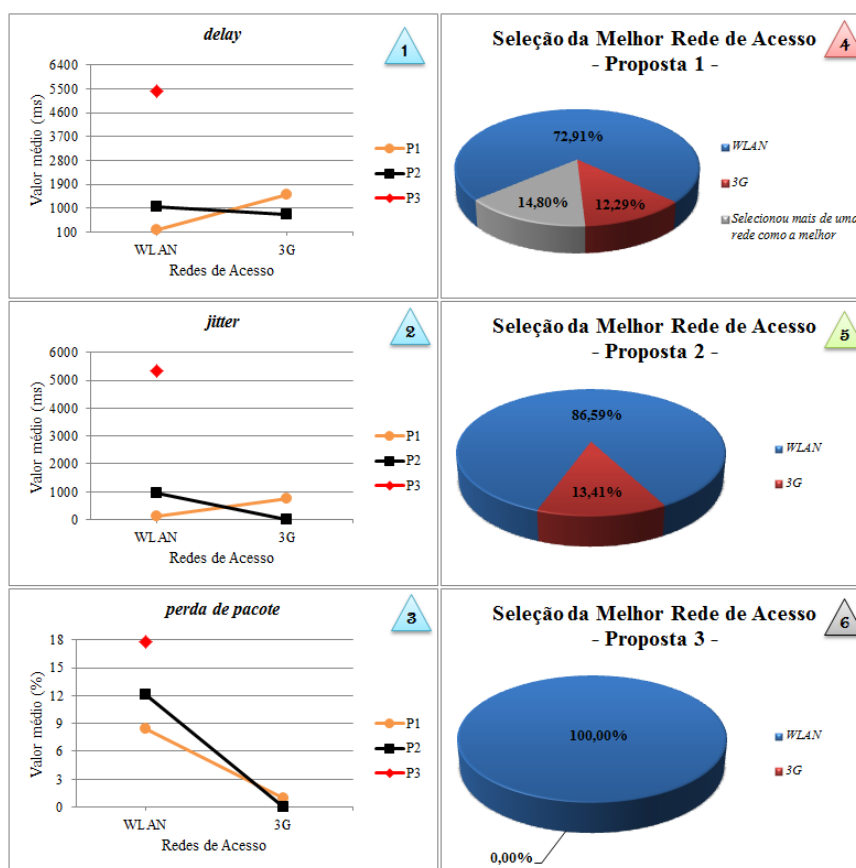 delay
1
6400
5500
4600
3700
2800
1900
1000
100
Valor médio (ms)
WLAN 3G
Redes de Acesso
P1
P2
P3
Seleção da Melhor Rede de Acesso
- Proposta 1 -
4
72,91%
14,80%
12,29%
WLAN
3G
Selecionou mais de uma
rede como a melhor
jitter
2
6000
5000
4000
3000
2000
1000
0
Valor médio (ms)
WLAN 3G
Redes de Acesso
P1
P2
P3
Seleção da Melhor Rede de Acesso
- Proposta 2 -
5
86,59%
13,41%
WLAN
3G
perda de pacote
3
18
15
12
9
6
3
0
Valor médio (%)
WLAN 3G
Redes de Acesso
P1
P2
P3
Seleção da Melhor Rede de Acesso
- Proposta 3 -
6
100,00%
0,00%
WLAN
3G